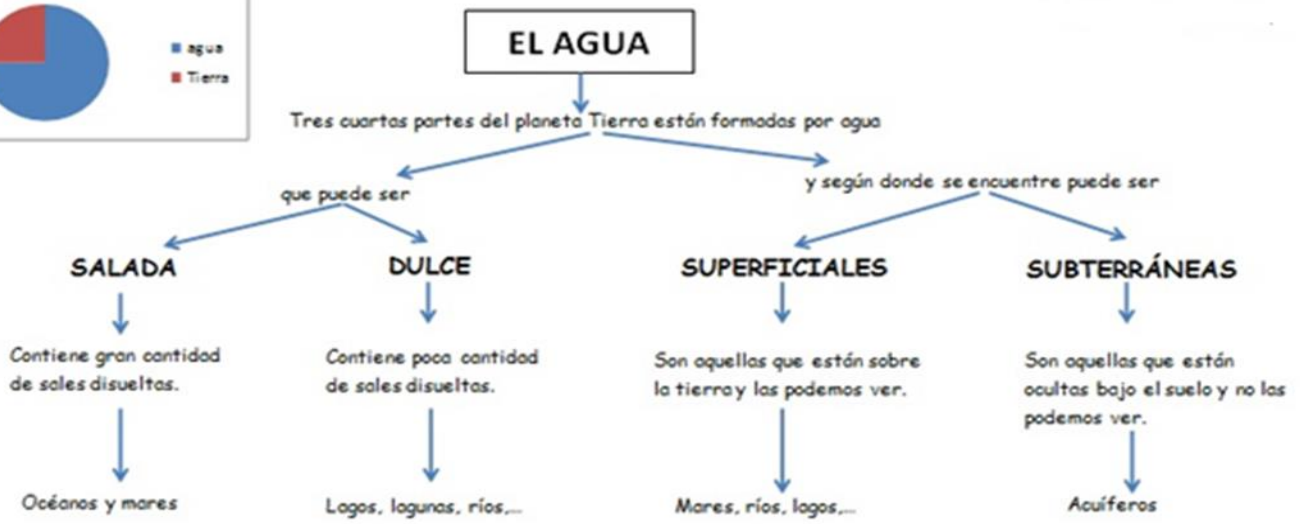 agua
Tierra
EL AGUA
Tres cuartas partes del planeta Tierra están formadas por agua
que puede ser
y según donde se encuentre puede ser
SALADA
DULCE
SUPERFICIALES
SUBTERRÁNEAS
Contiene gran cantidad
de sales disueltas.
Contiene poca cantidad
de sales disueltas.
Son aquellas que están sobre
la tierra y las podemos ver.
Son aquellas que están
ocultas bajo el suelo y no las
podemos ver.
Océanos y mares
Lagos, lagunas, ríos,...
Mares, ríos, lagos,...
Acuíferos